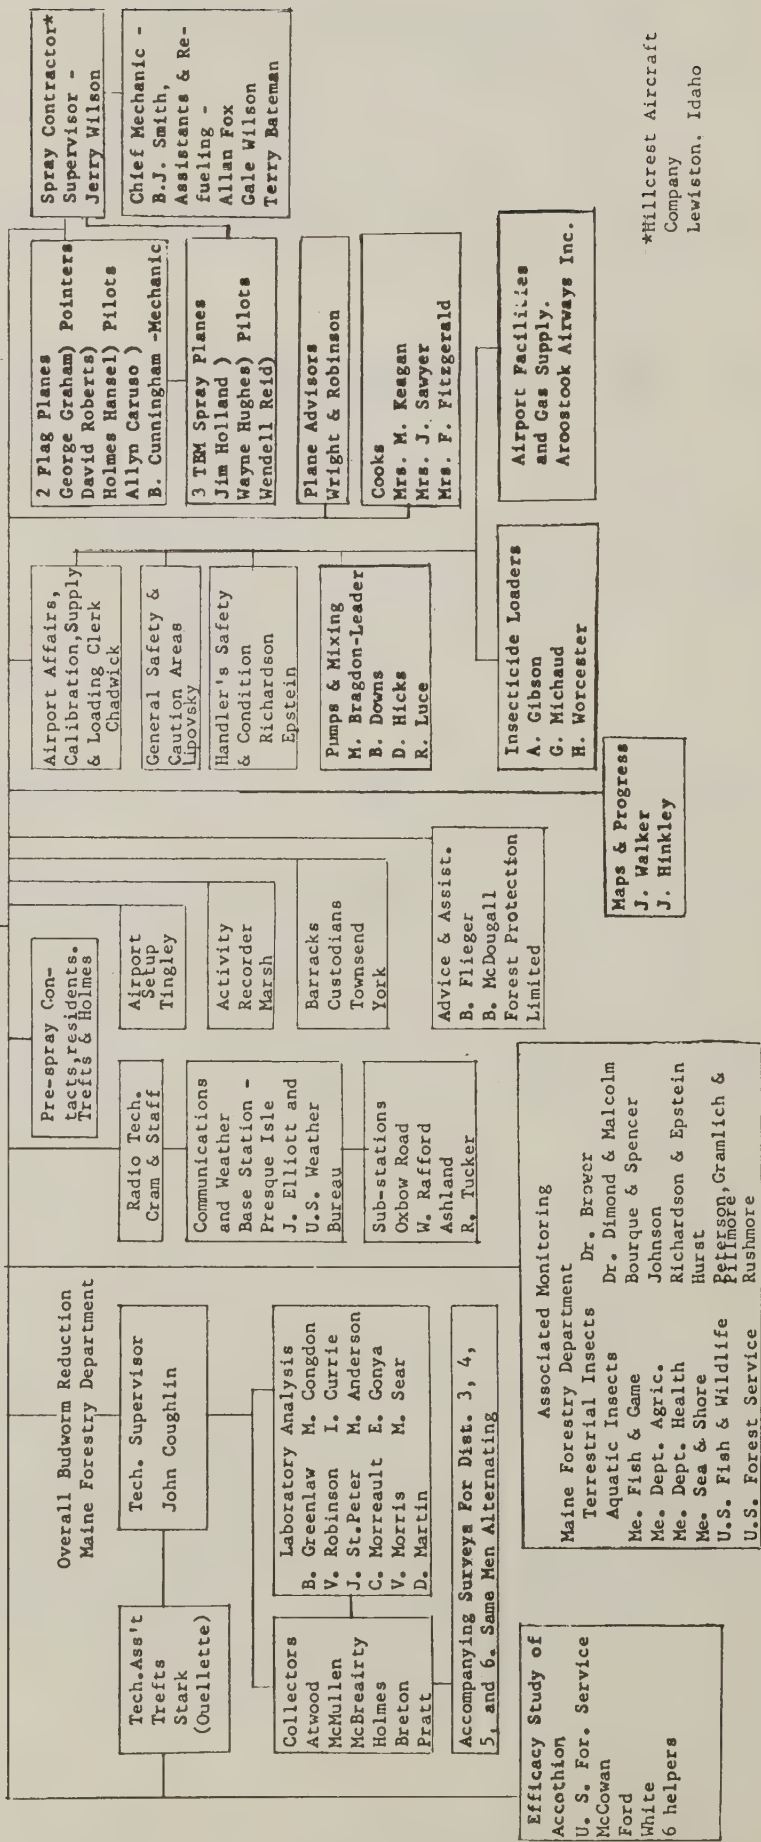 Overall Budworm Reduction
Maine Forestry Department
Tech.Ass't
Trefts
Stark
(Ouellette)
Tech. Supervisor
John Coughlin
Collectors
Atwood
McMullen
McBreairty
Holmes
Breton
Pratt
Laboratory Analysis
B. Greenlaw M. Congdon
V. Robinson I. Currie
J. St.Peter M. Anderson
C. Morreault E. Gonya
V. Morris M. Sear
D. Martin
Accompanying Surveys For Dist. 3, 4,
5, and 6. Same Men Alternating
Efficacy Study of
Accothion
U. S. For. Service
McCowan
Ford
White
6 helpers
Associated Monitoring
Maine Forestry Department
Terrestrial Insects Dr. Brower
Aquatic Insects Dr. Dimond & Malcolm
Me. Fish & Game Bourque & Spencer
Me. Dept. Agric. Johnson
Me. Dept. Health Richardson & Epstein
Me. Sea & Shore Hurst
U.S. Fish & Wildlife Peterson,Gramlich &
Pillmore
U.S. Forest Service Rushmore
Pre-spray Con-
tacts,residents.
Trefts & Holmes
Radio Tech.
Cram & Staff
Communications
and Weather
Base Station -
Presque Isle
J. Elliott and
U.S. Weather
Bureau
Sub-stations
Oxbow Road
W. Rafford
Ashland
R. Tucker
Airport
Setup
Tingley
Activity
Recorder
Marsh
Barracks
Custodians
Townsend
York
Advice & Assist.
B. Flieger
B. McDougall
Forest Protection
Limited
Maps & Progress
J. Walker
J. Hinkley
Airport Affairs,
Calibration,Supply
& Loading Clerk
Chadwick
General Safety &
Caution Areas
Lipovsky
Handler's Safety
& Condition
Richardson
Epstein
Pumps & Mixing
M. Bragdon-Leader
B. Downs
D. Hicks
R. Luce
Insecticide Loaders
A. Gibson
G. Michaud
H. Worcester
2 Flag Planes
George Graham) Pointers
David Roberts)
Holmes Hansel) Pilots
Allyn Caruso )
B. Cunningham -Mechanic
3 TBM Spray Planes
Jim Holland )
Wayne Hughes) Pilots
Wendell Reid)
Plane Advisors
Wright & Robinson
Cooks
Mrs. M. Keagan
Mrs. J. Sawyer
Mrs. F. Fitzgerald
Airport Facilities
and Gas Supply.
Aroostook Airways Inc.
Spray Contractor*
Supervisor -
Jerry Wilson
Chief Mechanic -
B.J. Smith,
Assistants & Re-
fueling -
Allan Fox
Gale Wilson
Terry Bateman
*Hillcrest Aircraft
Company
Lewiston. Idaho